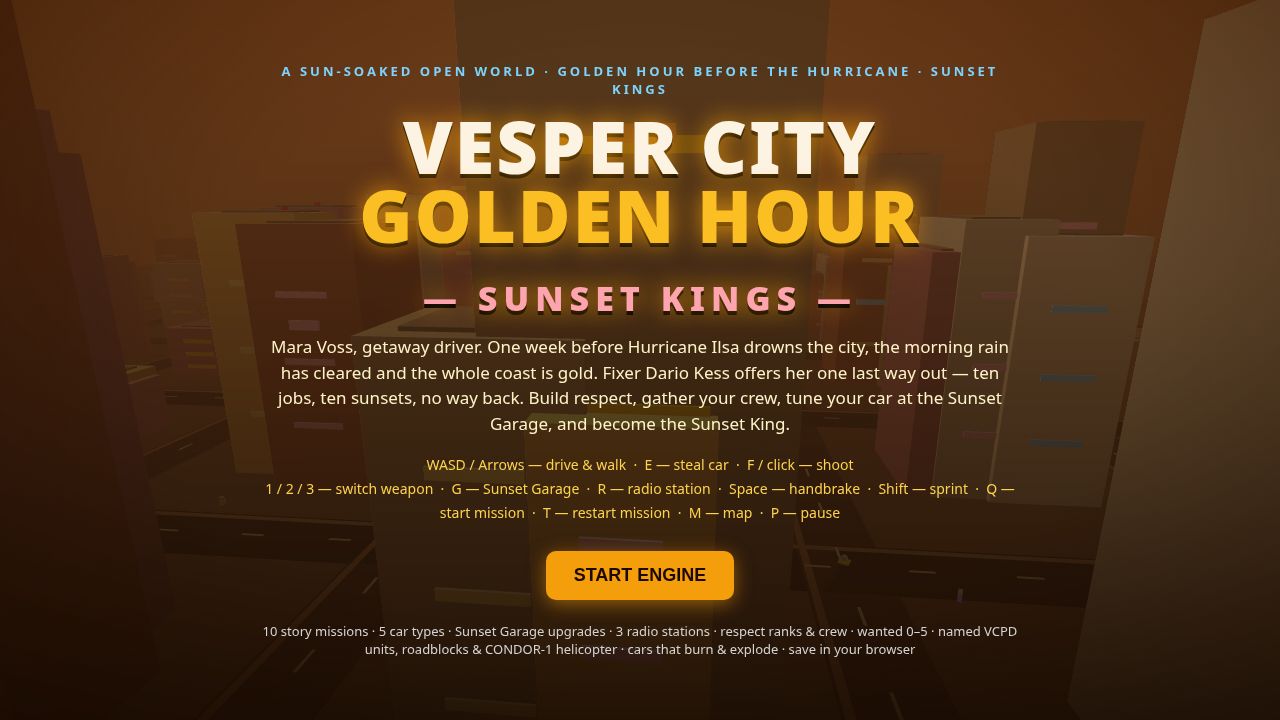 A SUN-SOAKED OPEN WORLD · GOLDEN HOUR BEFORE THE HURRICANE · SUNSET
KINGS
VESPER CITY
GOLDEN HOUR
— SUNSET KINGS —
Mara Voss, getaway driver. One week before Hurricane Ilsa drowns the city, the morning rain
has cleared and the whole coast is gold. Fixer Dario Kess offers her one last way out — ten
jobs, ten sunsets, no way back. Build respect, gather your crew, tune your car at the Sunset
Garage, and become the Sunset King.
WASD / Arrows — drive & walk · E — steal car · F / click — shoot
1 / 2 / 3 — switch weapon · G — Sunset Garage · R — radio station · Space — handbrake · Shift — sprint · Q —
start mission · T — restart mission · M — map · P — pause
START ENGINE
10 story missions · 5 car types · Sunset Garage upgrades · 3 radio stations · respect ranks & crew · wanted 0–5 · named VCPD
units, roadblocks & CONDOR-1 helicopter · cars that burn & explode · save in your browser